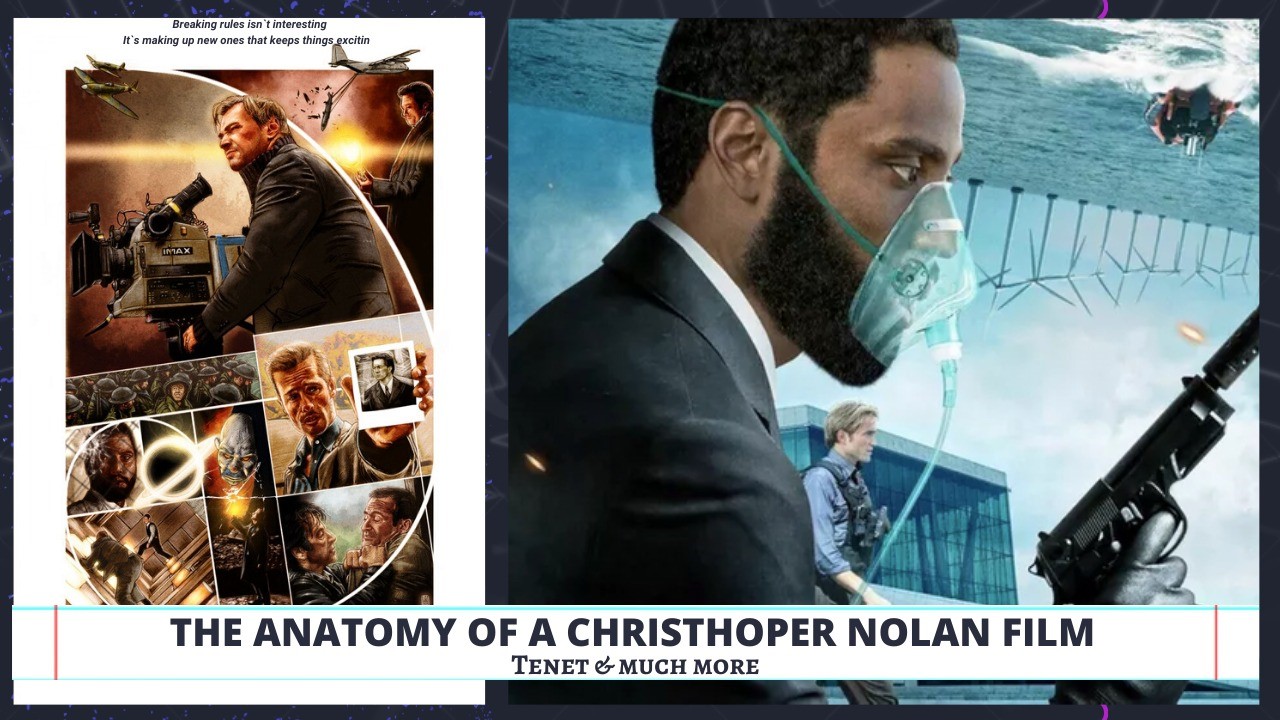 Breaking rules isn`t interesting
It`s making up new ones that keeps things excitin
IMAX
THE ANATOMY OF A CHRISTHOPER NOLAN FILM
TENET & MUCH MORE